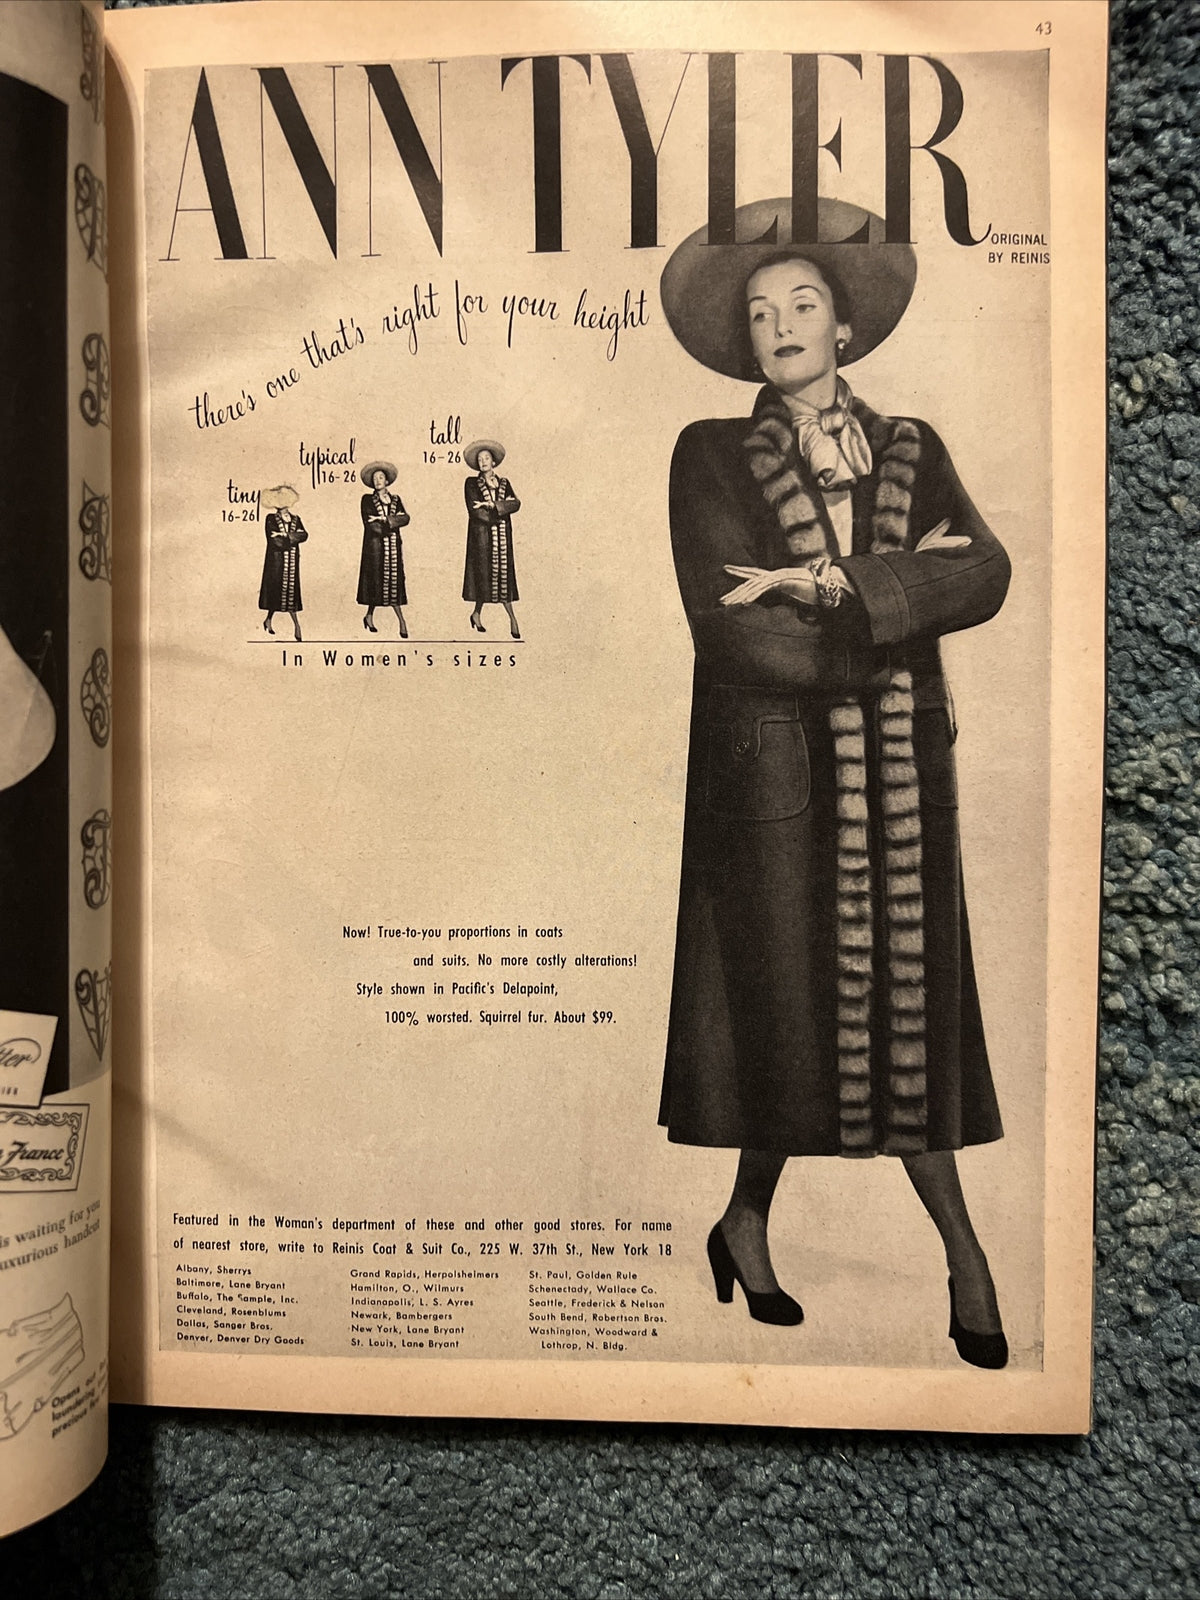 43
ANN TYLER
ORIGINAL
BY REINIS
there's one that's right for your height
tiny
16-26
typical
16-26
tall
16-26
In Women's sizes
Now! True-to-you proportions in coats
and suits. No more costly alterations!
Style shown in Pacific's Delapoint,
100% worsted. Squirrel fur. About $99.
Featured in the Woman's department of these and other good stores. For name
of nearest store, write to Reinis Coat & Suit Co., 225 W. 37th St., New York 18
Albany, Sherrys
Baltimore, Lane Bryant
Buffalo, The Sample, Inc.
Cleveland, Rosenblums
Dallas, Sanger Bros.
Denver, Denver Dry Goods
Grand Rapids, Herpolsheimers
Hamilton, O., Wilmurs
Indianapolis, L. S. Ayres
Newark, Bambergers
New York, Lane Bryant
St. Louis, Lane Bryant
St. Paul, Golden Rule
Schenectady, Wallace Co.
Seattle, Frederick & Nelson
South Bend, Robertson Bros.
Washington, Woodward &
Lothrop, N. Bldg.
France
is waiting for you
luxurious handcut
Opens out
laundering
precious